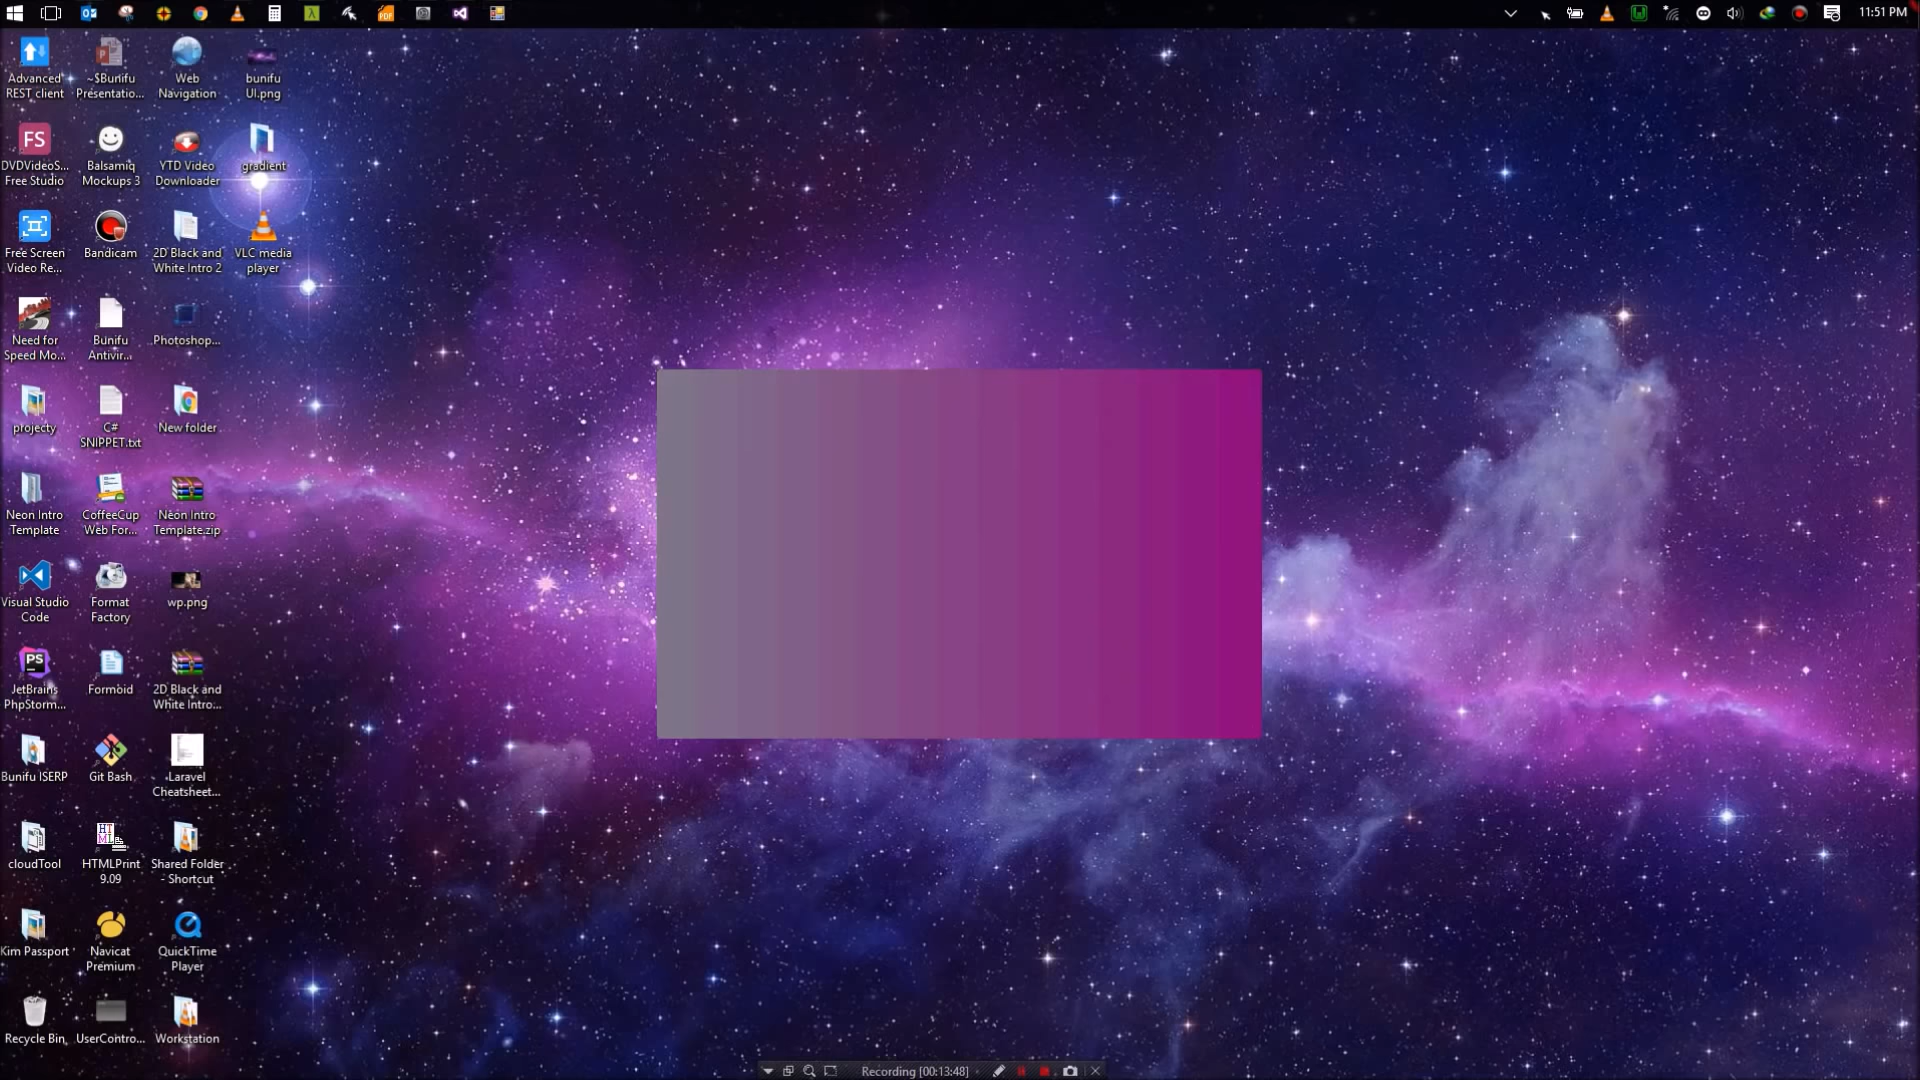 11:51 PM
Advanced
REST client
~$Bunifu
Presentatio...
Web
Navigation
bunifu
UI.png
DVDVideoS...
Free Studio
Balsamiq
Mockups 3
YTD Video
Downloader
gradient
Free Screen
Video Re...
Bandicam
2D Black and
White Intro 2
VLC media
player
Need for
Speed Mo...
Bunifu
Antivir...
Photoshop...
projecty
C#
SNIPPET.txt
New folder
Neon Intro
Template
CoffeeCup
Web For...
Neon Intro
Template.zip
Visual Studio
Code
Format
Factory
wp.png
JetBrains
PhpStorm...
Formoid
2D Black and
White Intro...
Bunifu ISERP
Git Bash
Laravel
Cheatsheet...
cloudTool
HTMLPrint
9.09
Shared Folder
- Shortcut
Kim Passport
Navicat
Premium
QuickTime
Player
Recycle Bin
UserContro...
Workstation
Recording [00:13:48]
FS
PS
PDF
HT
ML